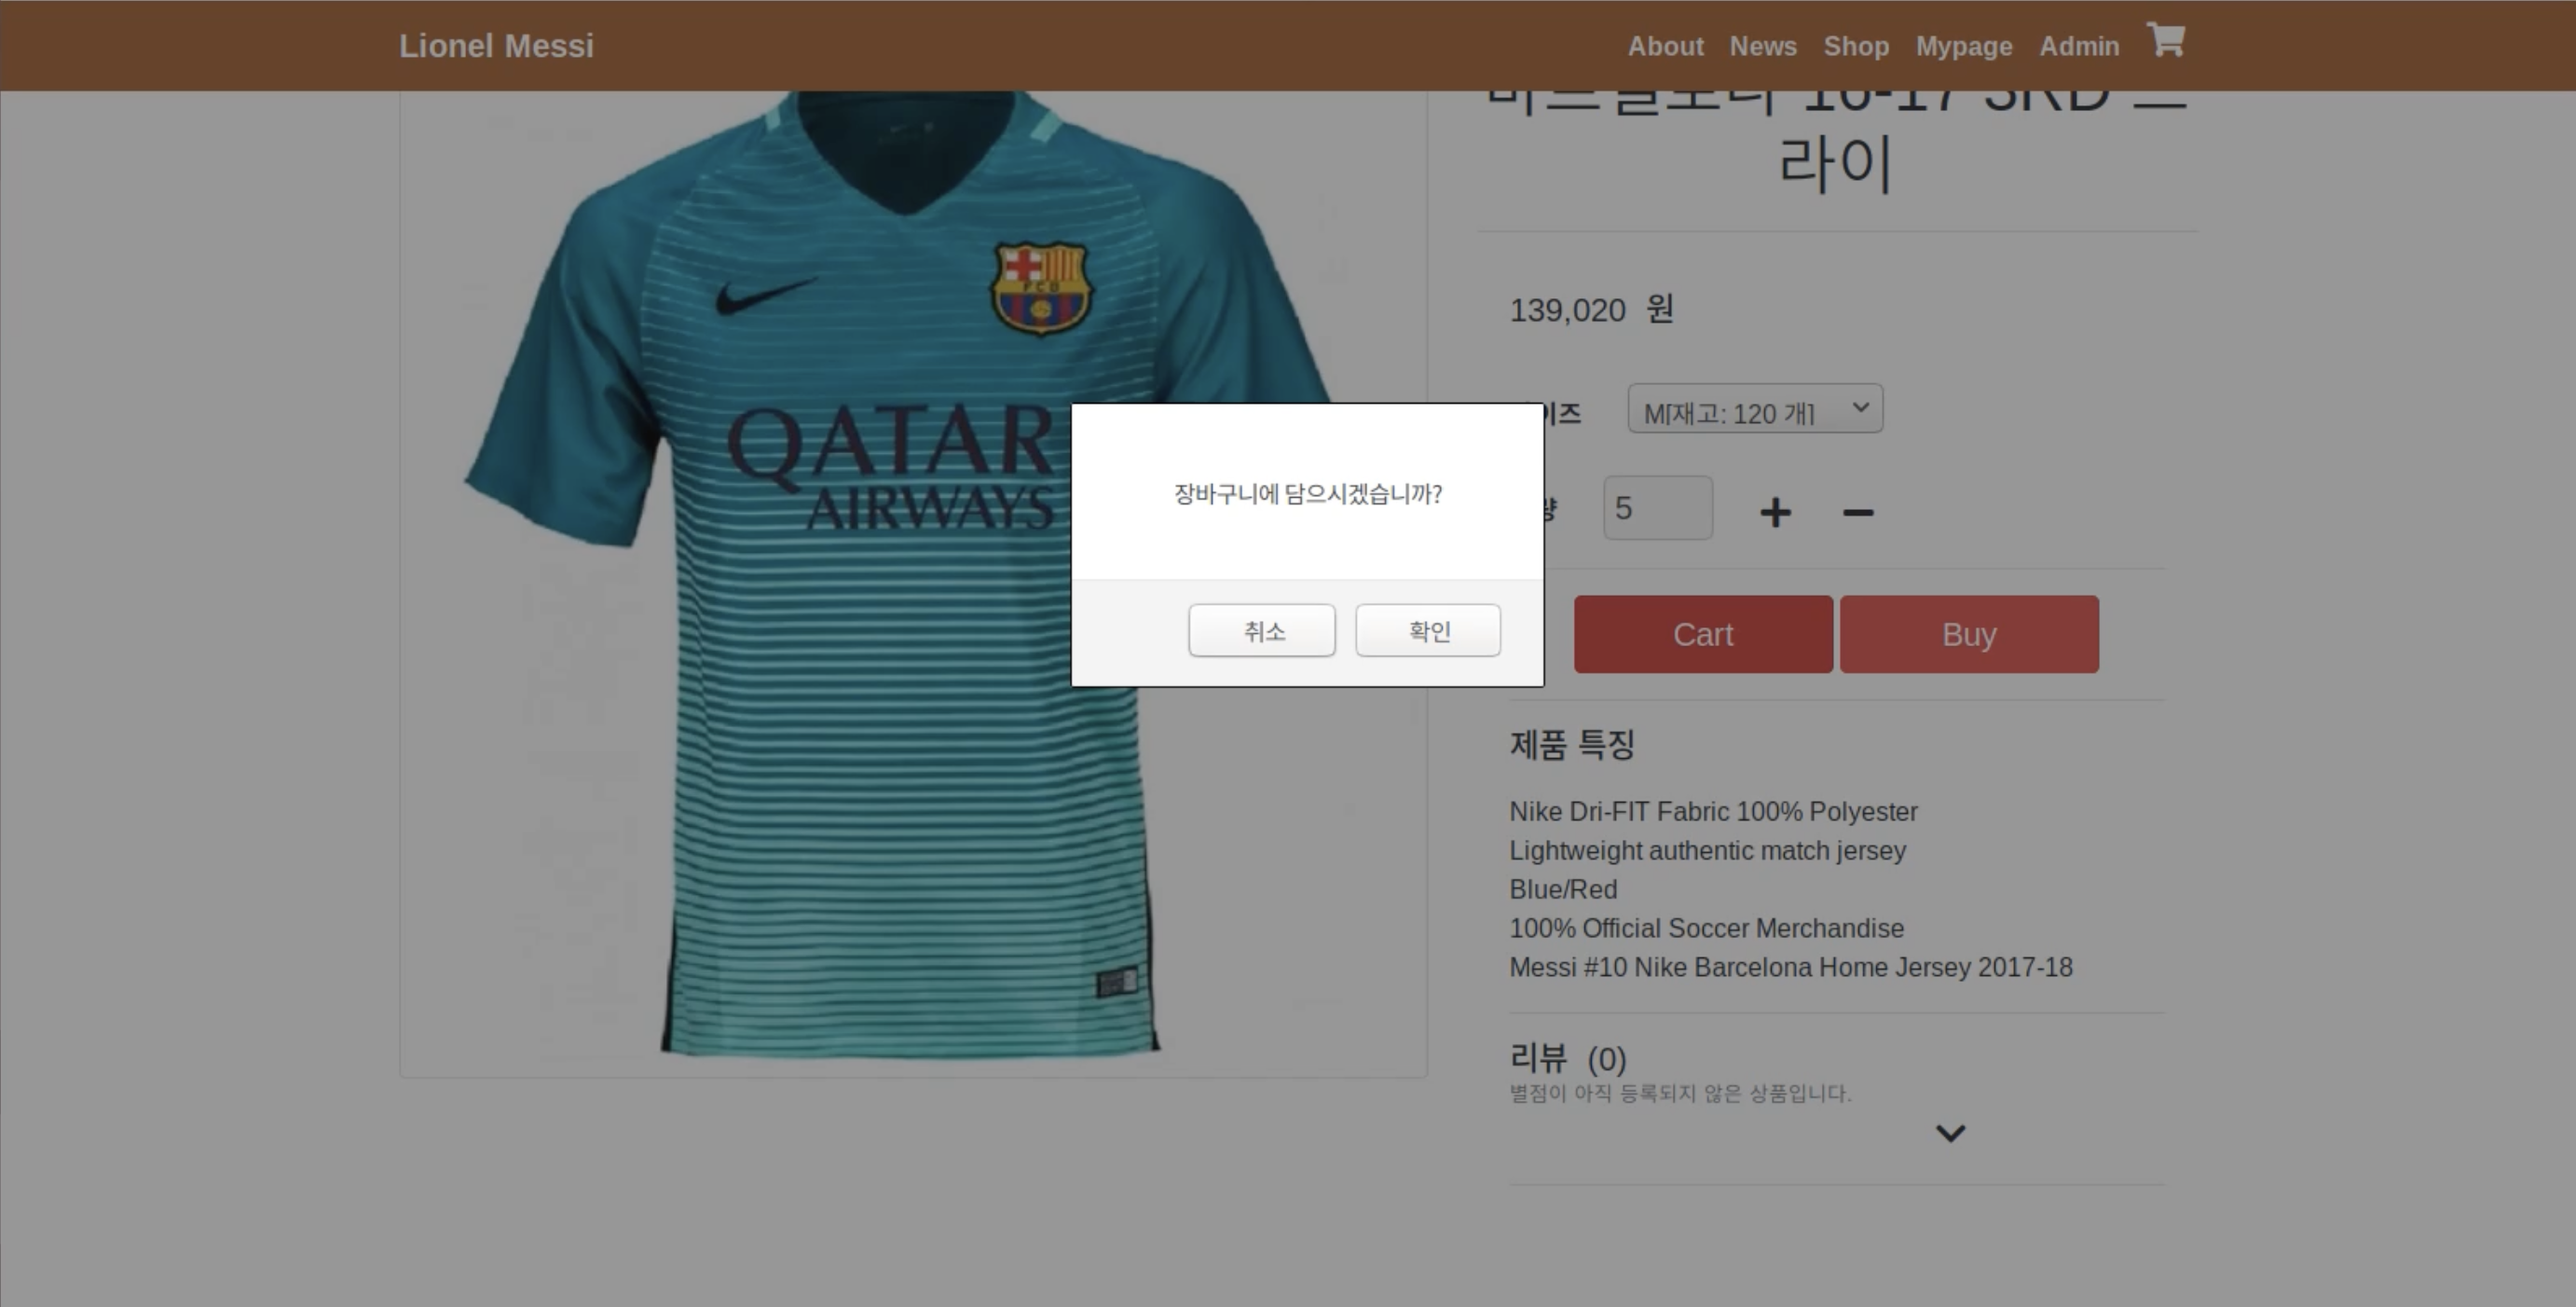 Lionel Messi
About News Shop Mypage Admin
16-17 3RD
라이
QATAR
AIRWAYS
FCB
139,020 원
이즈 M[재고: 120 개]
량 5
장바구니에 담으시겠습니까?
취소 확인
Cart Buy
제품 특징
Nike Dri-FIT Fabric 100% Polyester
Lightweight authentic match jersey
Blue/Red
100% Official Soccer Merchandise
Messi #10 Nike Barcelona Home Jersey 2017-18
리뷰 (0)
별점이 아직 등록되지 않은 상품입니다.